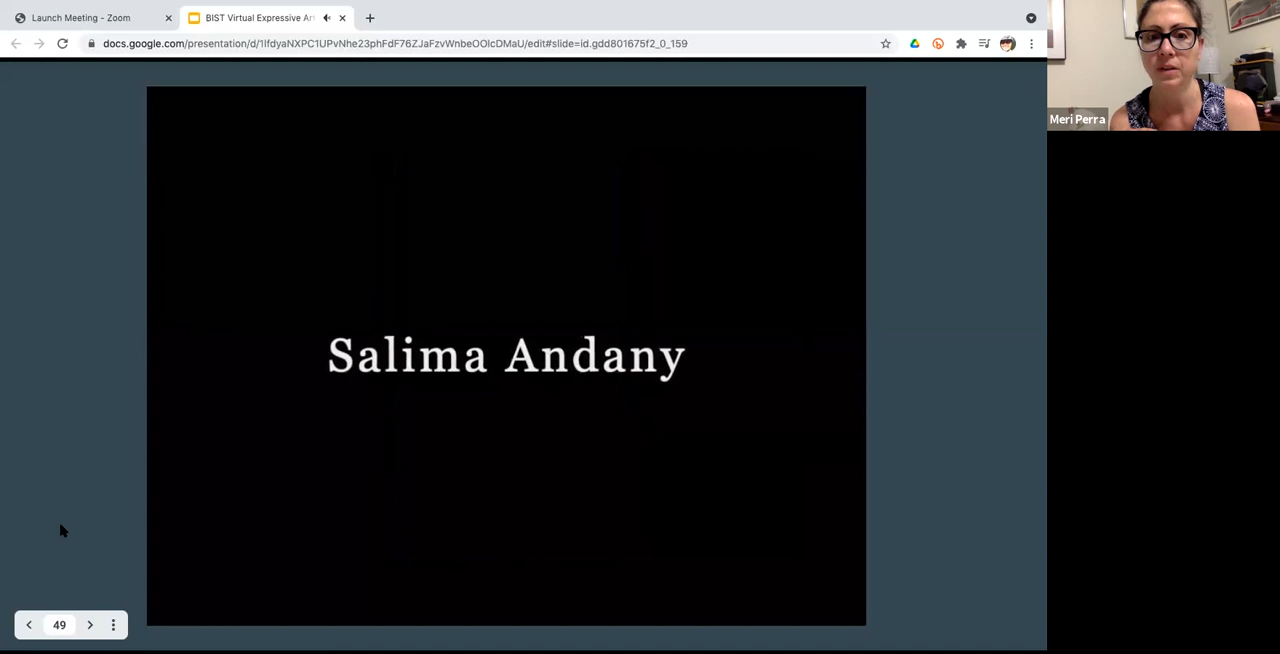 Launch Meeting - Zoom
BIST Virtual Expressive Art
docs.google.com/presentation/d/1lfdyaNXPC1UPvNhe23phFdF76ZJaFzvWnbeOOlcDMaU/edit#slide=id.gdd801675f2_0_159
Meri Perra
Salima Andany
49